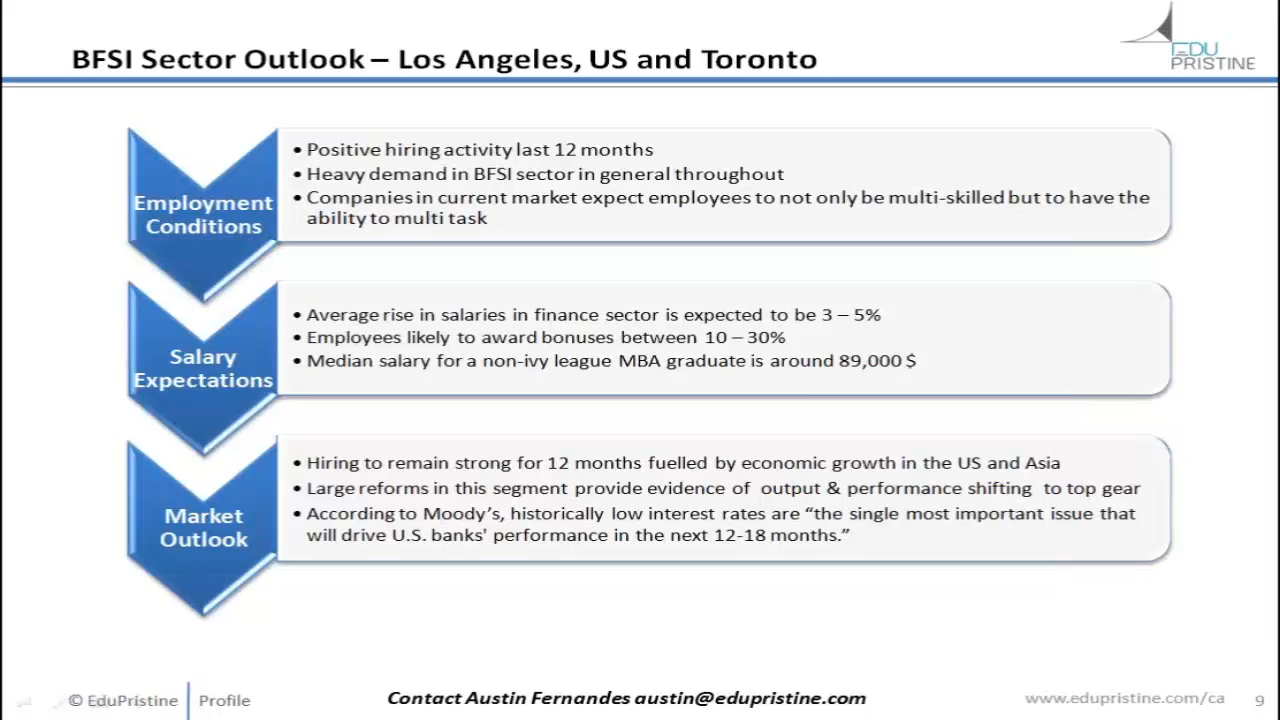 BFSI Sector Outlook – Los Angeles, US and Toronto
EDU
PRISTINE
Employment
Conditions
• Positive hiring activity last 12 months
• Heavy demand in BFSI sector in general throughout
• Companies in current market expect employees to not only be multi-skilled but to have the
ability to multi task
Salary
Expectations
• Average rise in salaries in finance sector is expected to be 3 – 5%
• Employees likely to award bonuses between 10 – 30%
• Median salary for a non-ivy league MBA graduate is around 89,000 $
Market
Outlook
• Hiring to remain strong for 12 months fuelled by economic growth in the US and Asia
• Large reforms in this segment provide evidence of output & performance shifting to top gear
• According to Moody’s, historically low interest rates are “the single most important issue that
will drive U.S. banks' performance in the next 12-18 months.”
© EduPristine
Profile
Contact Austin Fernandes austin@edupristine.com
www.edupristine.com/ca
9